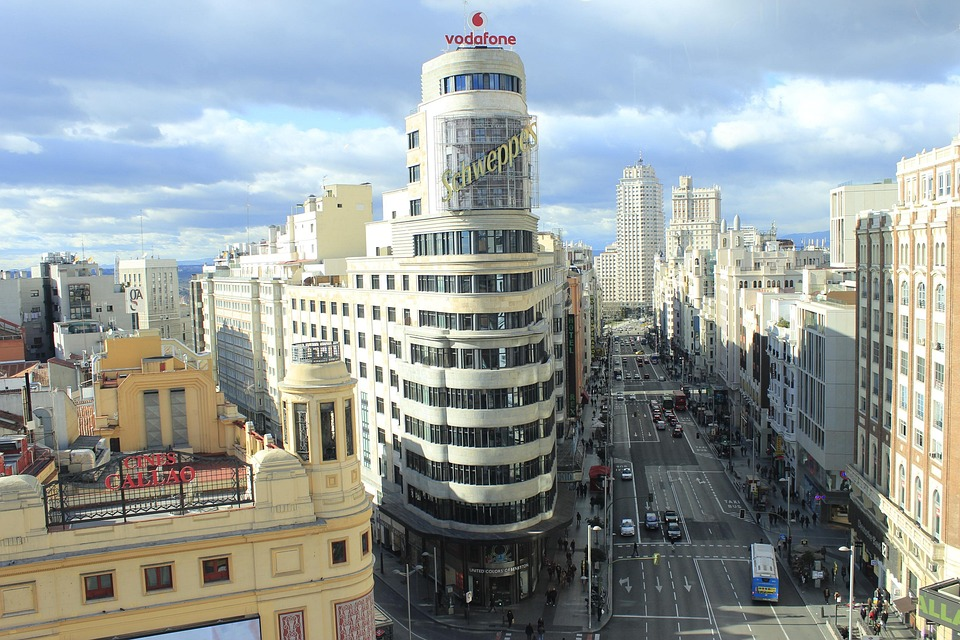 vodafone
Schweppes
CINES
CALLAO
UNITED COLORS OF BENETTON